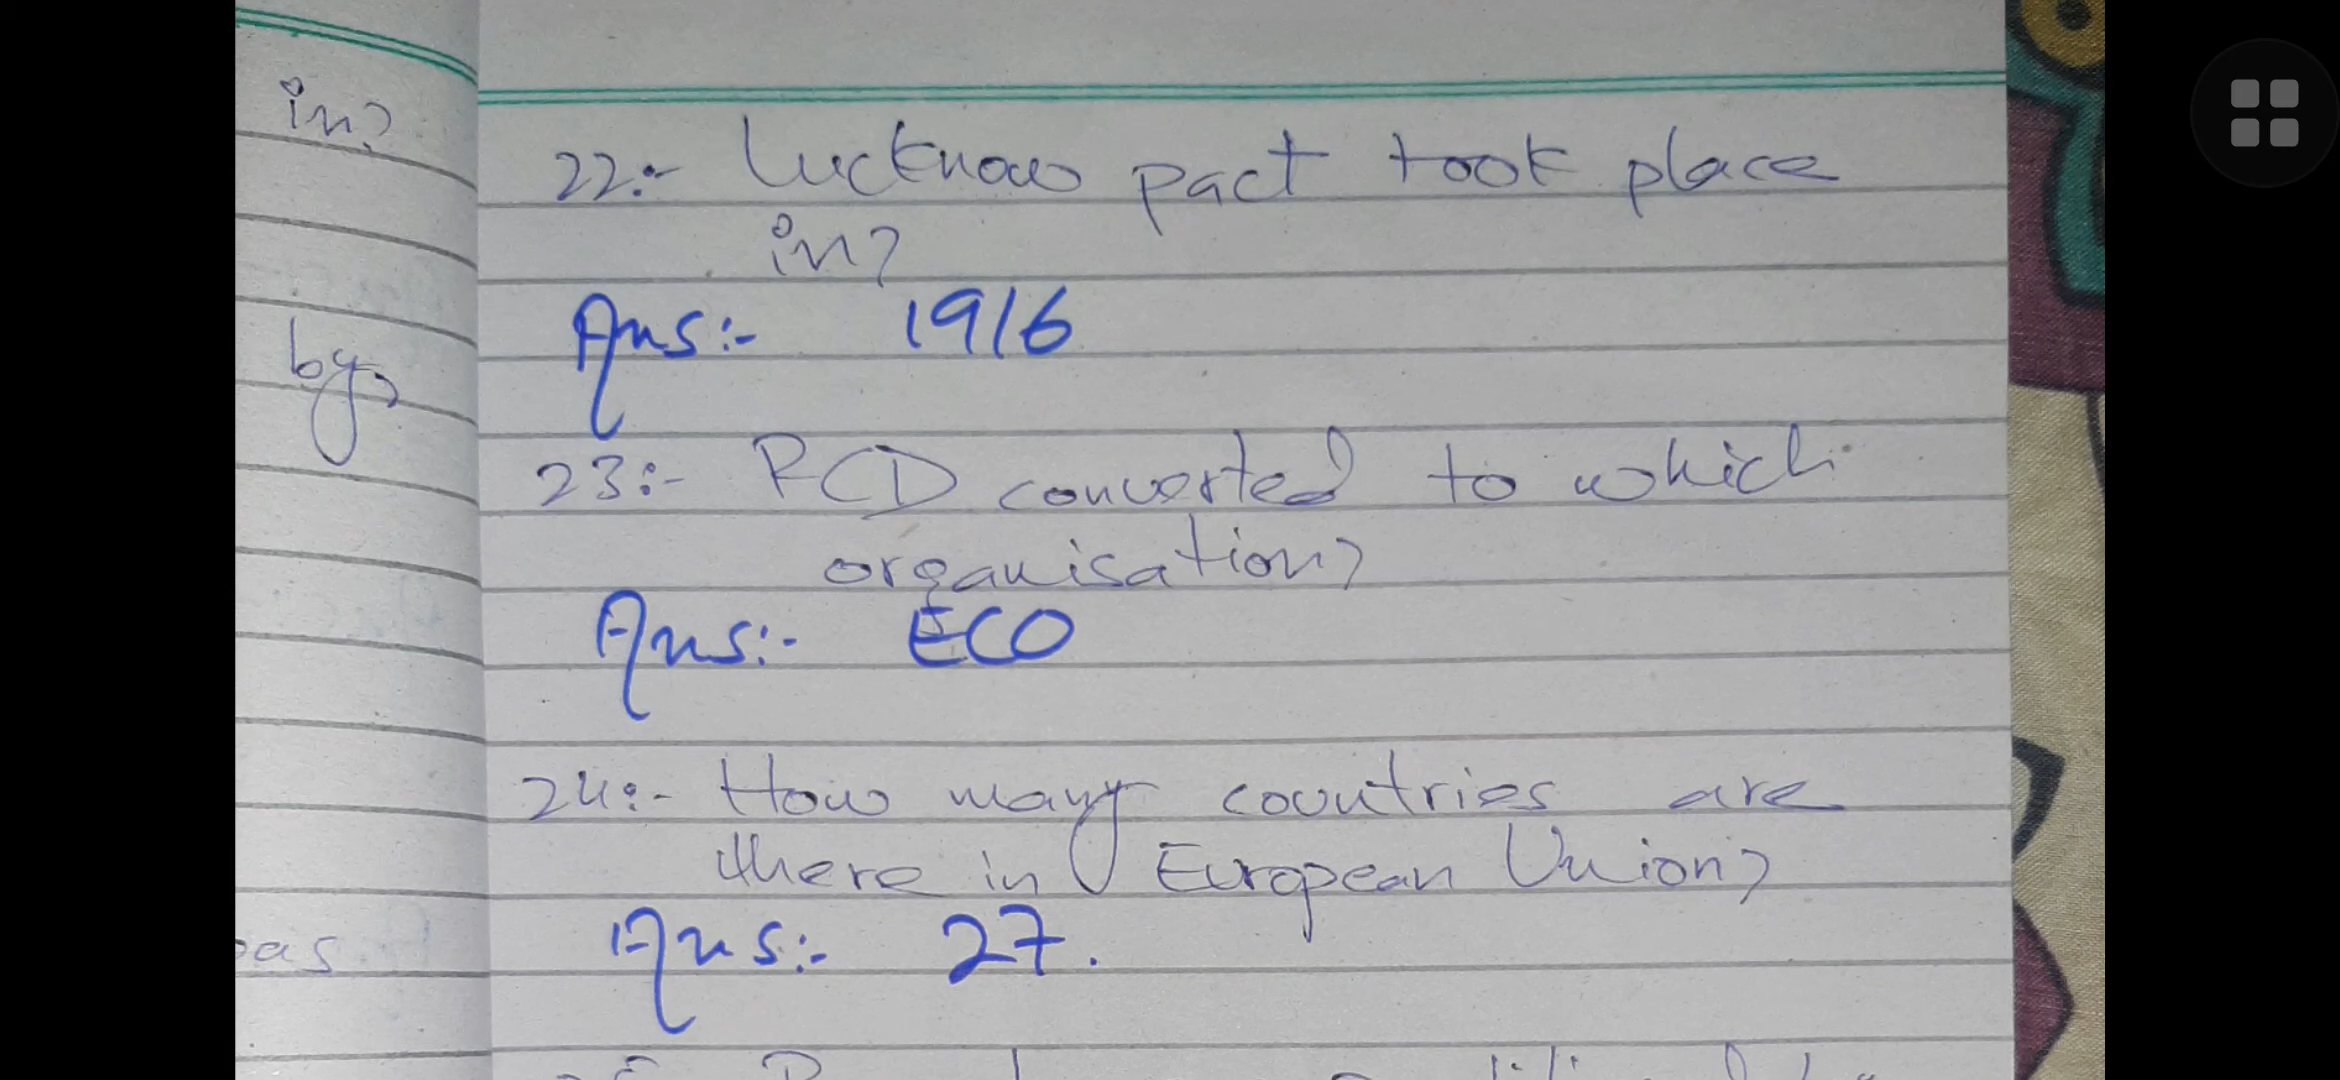 in?
by?
as
22:- Lucknow pact took place
in?
Ans:- 1916
23:- RCD converted to which
organisation?
Ans:- ECO
24:- How many countries are
there in European Union?
Ans:- 27.